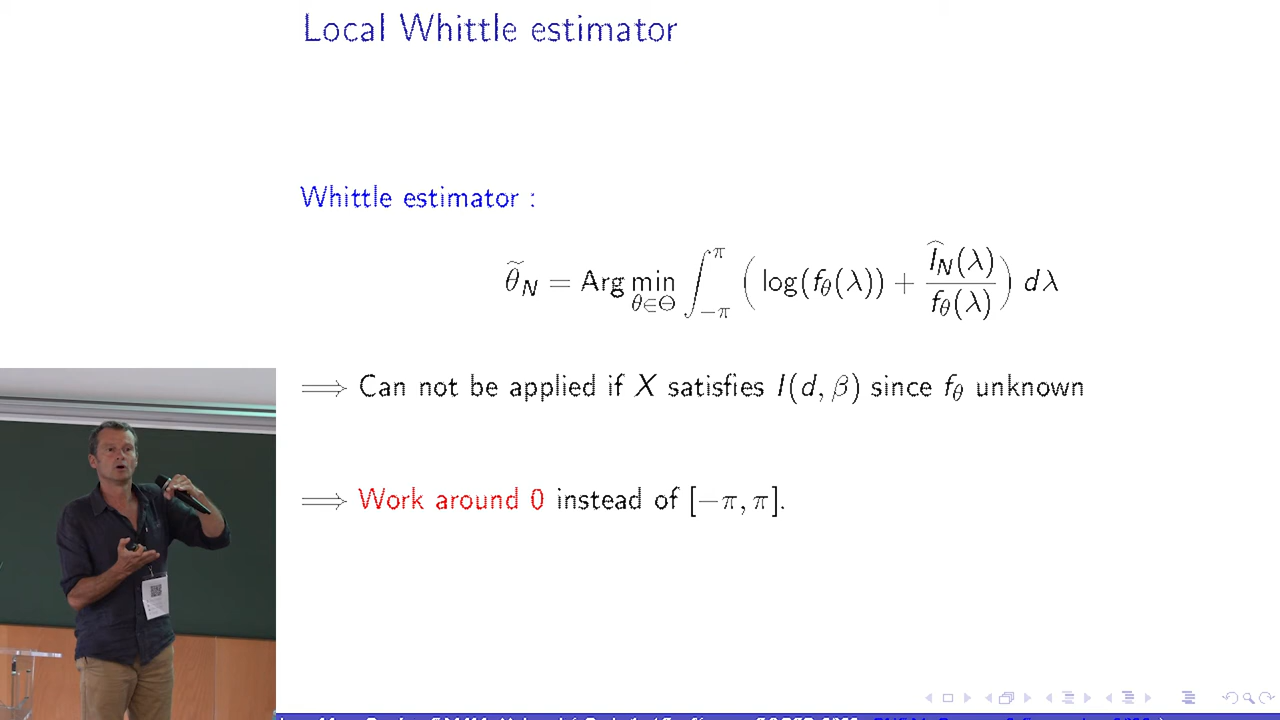 Local Whittle estimator
Whittle estimator :
θ̃_N = Arg min_{θ∈Θ} ∫_{−π}^{π} ( log(f_θ(λ)) + Î_N(λ) / f_θ(λ) ) dλ
⟹ Can not be applied if X satisfies I(d, β) since f_θ unknown
⟹ Work around 0 instead of [−π, π].